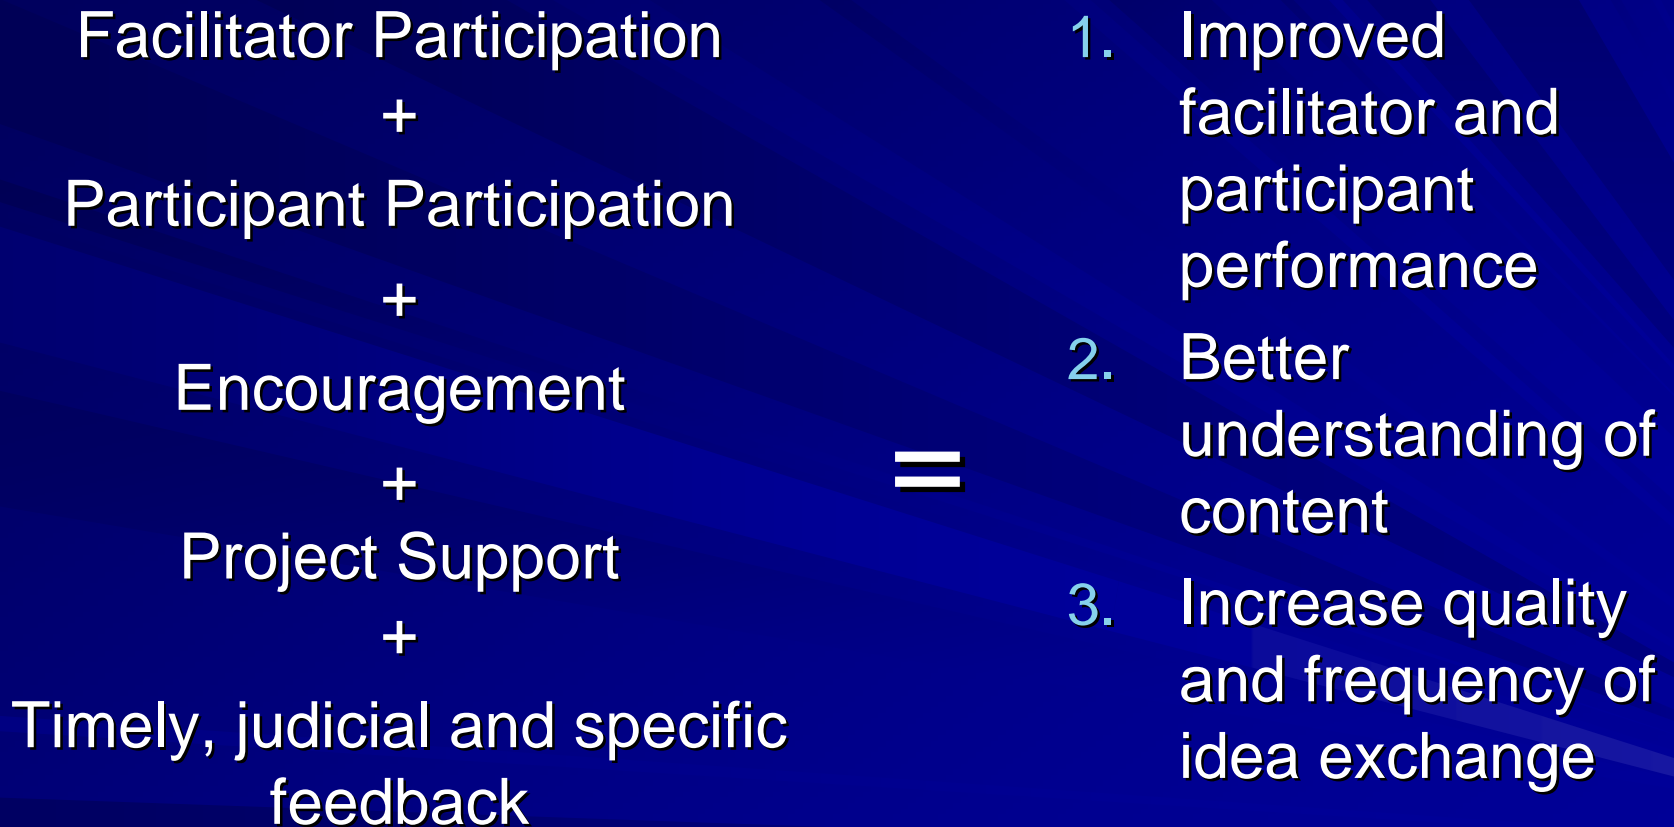 Facilitator Participation
+
Participant Participation
+
Encouragement
+
Project Support
+
Timely, judicial and specific
feedback
=
1. Improved
facilitator and
participant
performance
2. Better
understanding of
content
3. Increase quality
and frequency of
idea exchange